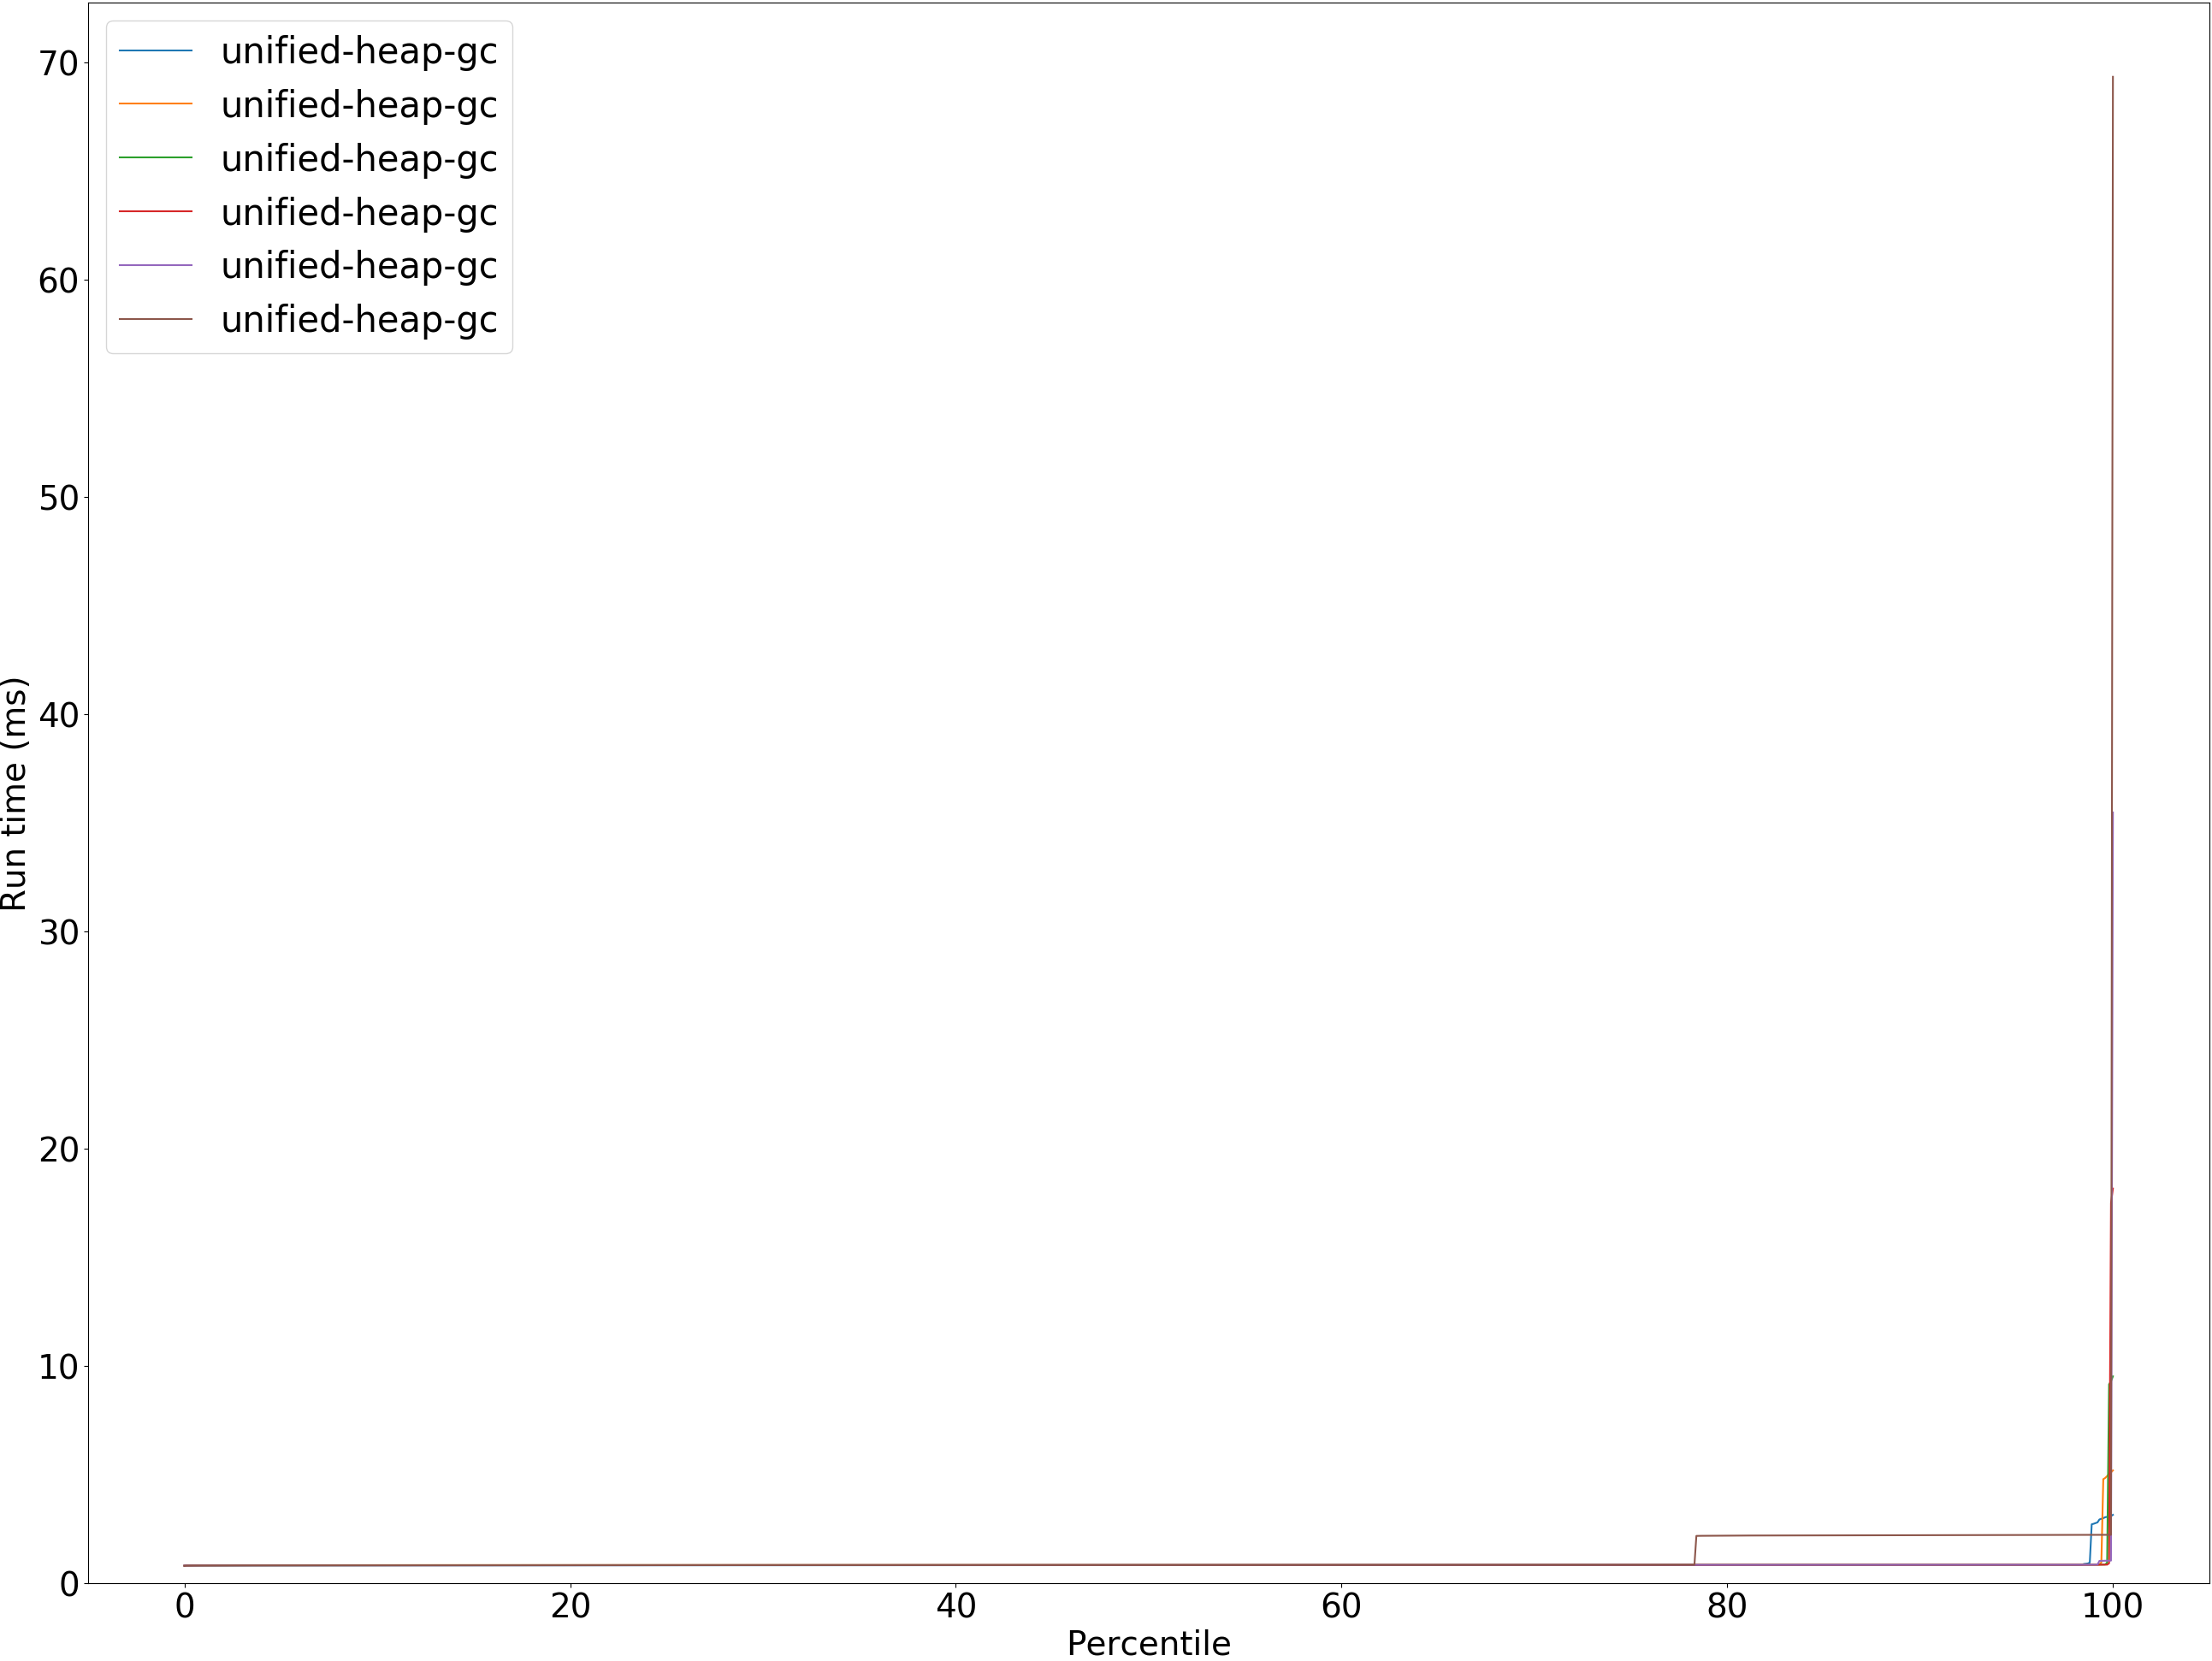 unified-heap-gc
unified-heap-gc
unified-heap-gc
unified-heap-gc
unified-heap-gc
unified-heap-gc
70
60
50
40
30
20
10
0
Run time (ms)
0 20 40 60 80 100
Percentile